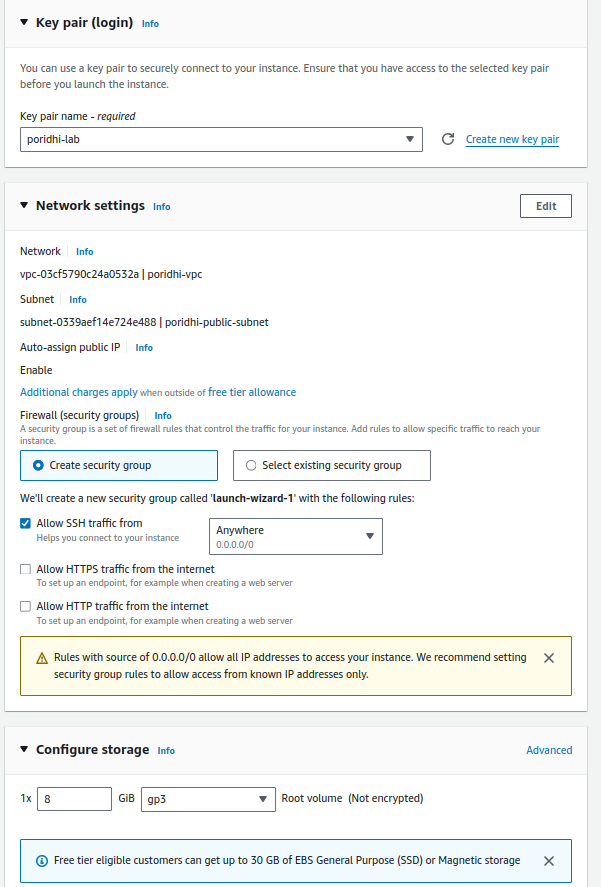 Key pair (login) Info
You can use a key pair to securely connect to your instance. Ensure that you have access to the selected key pair
before you launch the instance.
Key pair name - required
poridhi-lab
Create new key pair
Network settings Info
Edit
Network Info
vpc-03cf5790c24a0532a | poridhi-vpc
Subnet Info
subnet-0339aef14e724e488 | poridhi-public-subnet
Auto-assign public IP Info
Enable
Additional charges apply when outside of free tier allowance
Firewall (security groups) Info
A security group is a set of firewall rules that control the traffic for your instance. Add rules to allow specific traffic to reach your
instance.
Create security group
Select existing security group
We'll create a new security group called 'launch-wizard-1' with the following rules:
Allow SSH traffic from
Helps you connect to your instance
Anywhere
0.0.0.0/0
Allow HTTPS traffic from the internet
To set up an endpoint, for example when creating a web server
Allow HTTP traffic from the internet
To set up an endpoint, for example when creating a web server
Rules with source of 0.0.0.0/0 allow all IP addresses to access your instance. We recommend setting
security group rules to allow access from known IP addresses only.
Configure storage Info
Advanced
1x 8 GiB gp3 Root volume (Not encrypted)
Free tier eligible customers can get up to 30 GB of EBS General Purpose (SSD) or Magnetic storage